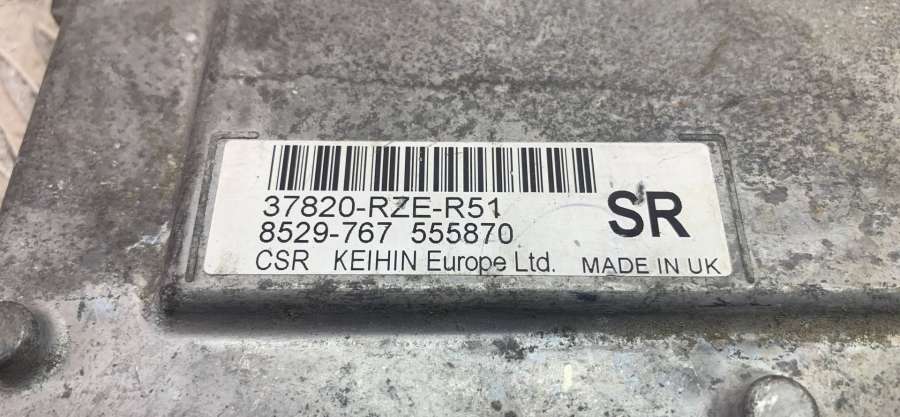 37820-RZE-R51
8529-767 555870
SR
CSR KEIHIN Europe Ltd. MADE IN UK